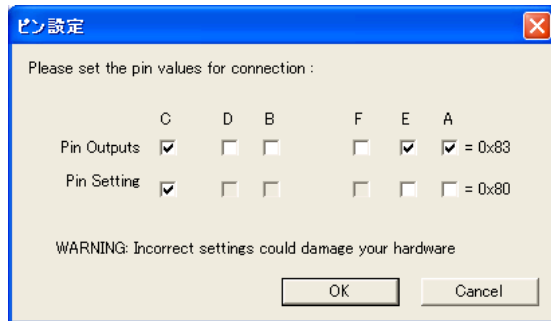 ピン設定
Please set the pin values for connection :
C D B F E A
Pin Outputs = 0x83
Pin Setting = 0x80
WARNING: Incorrect settings could damage your hardware
OK Cancel